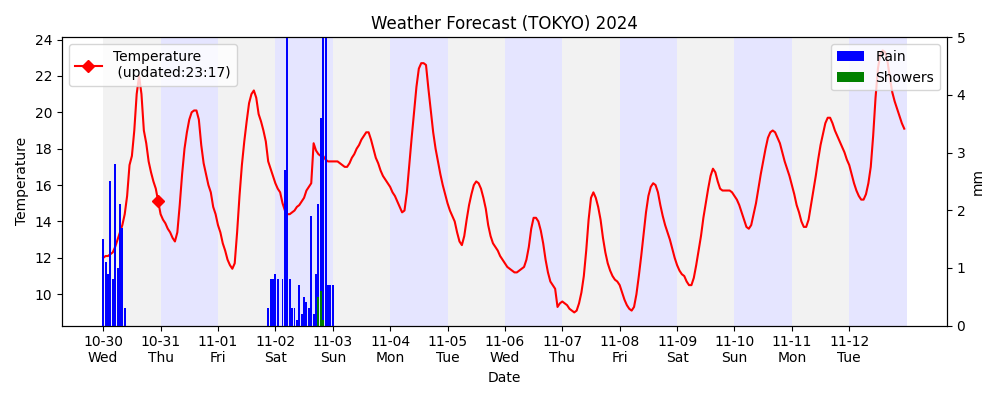 Weather Forecast (TOKYO) 2024
Temperature
(updated:23:17)
Rain
Showers
Temperature
24
22
20
18
16
14
12
10
5
4
3
2
1
0
mm
10-30 10-31 11-01 11-02 11-03 11-04 11-05 11-06 11-07 11-08 11-09 11-10 11-11 11-12
Wed Thu Fri Sat Sun Mon Tue Wed Thu Fri Sat Sun Mon Tue
Date